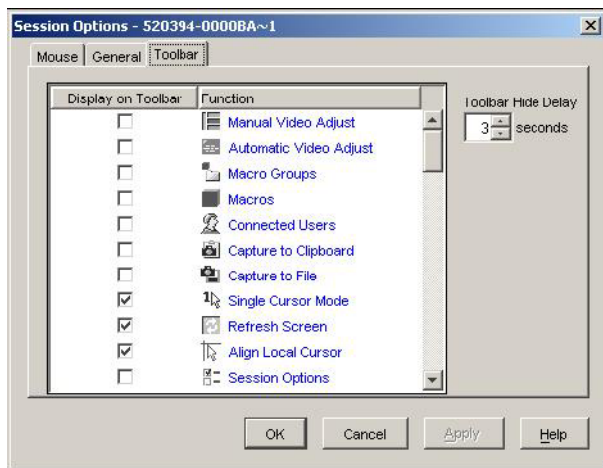 Session Options - 520394-0000BA~1
Mouse General Toolbar
Display on Toolbar Function
Toolbar Hide Delay
3 seconds
Manual Video Adjust
Automatic Video Adjust
Macro Groups
Macros
Connected Users
Capture to Clipboard
Capture to File
Single Cursor Mode
Refresh Screen
Align Local Cursor
Session Options
OK Cancel Apply Help